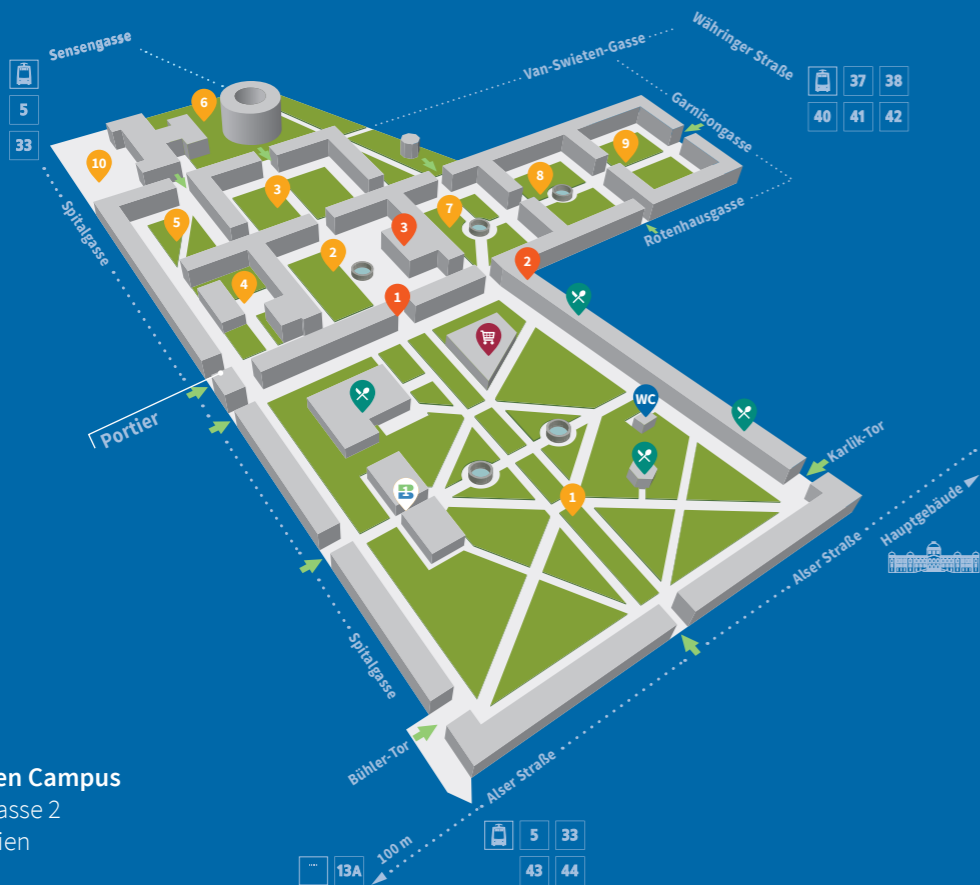 Sensengasse
5
33
Van-Swieten-Gasse
Währinger Straße
37 38
40 41 42
Garnisongasse
Rotenhausgasse
Spitalgasse
10
6
5
3
4
2
3
7
8
9
1
2
Portier
WC
1
Karlik-Tor
Hauptgebäude
Alser Straße
Spitalgasse
Bühler-Tor
Alser Straße
en Campus
asse 2
ien
100 m
13A
5 33
43 44